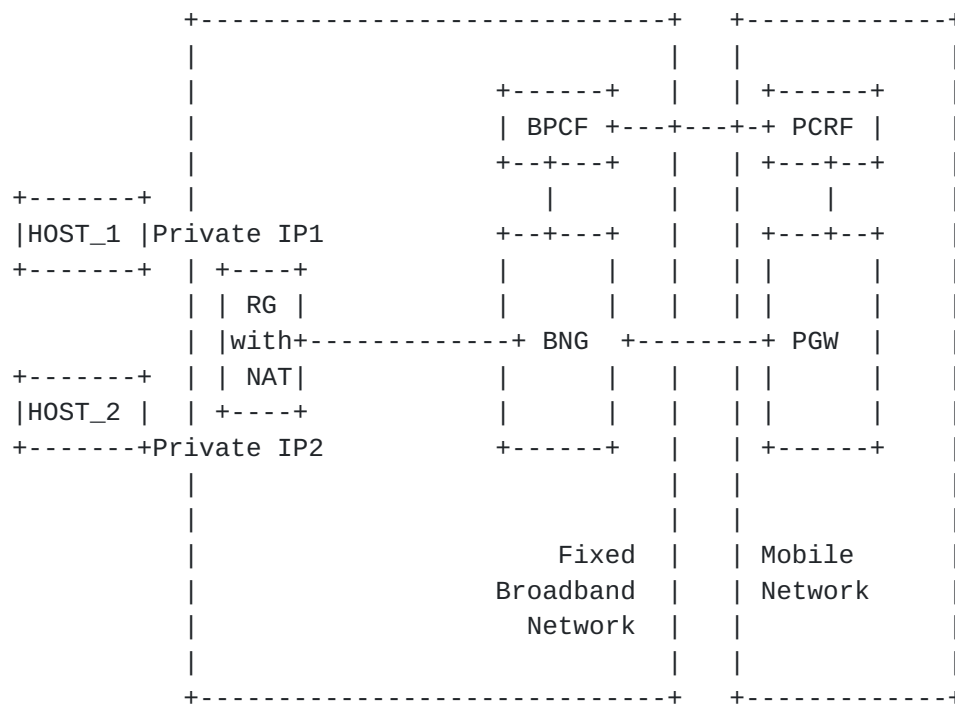 BPCF PCRF
HOST_1 Private IP1
RG
with BNG PGW
NAT
HOST_2
Private IP2
Fixed Mobile
Broadband Network
Network